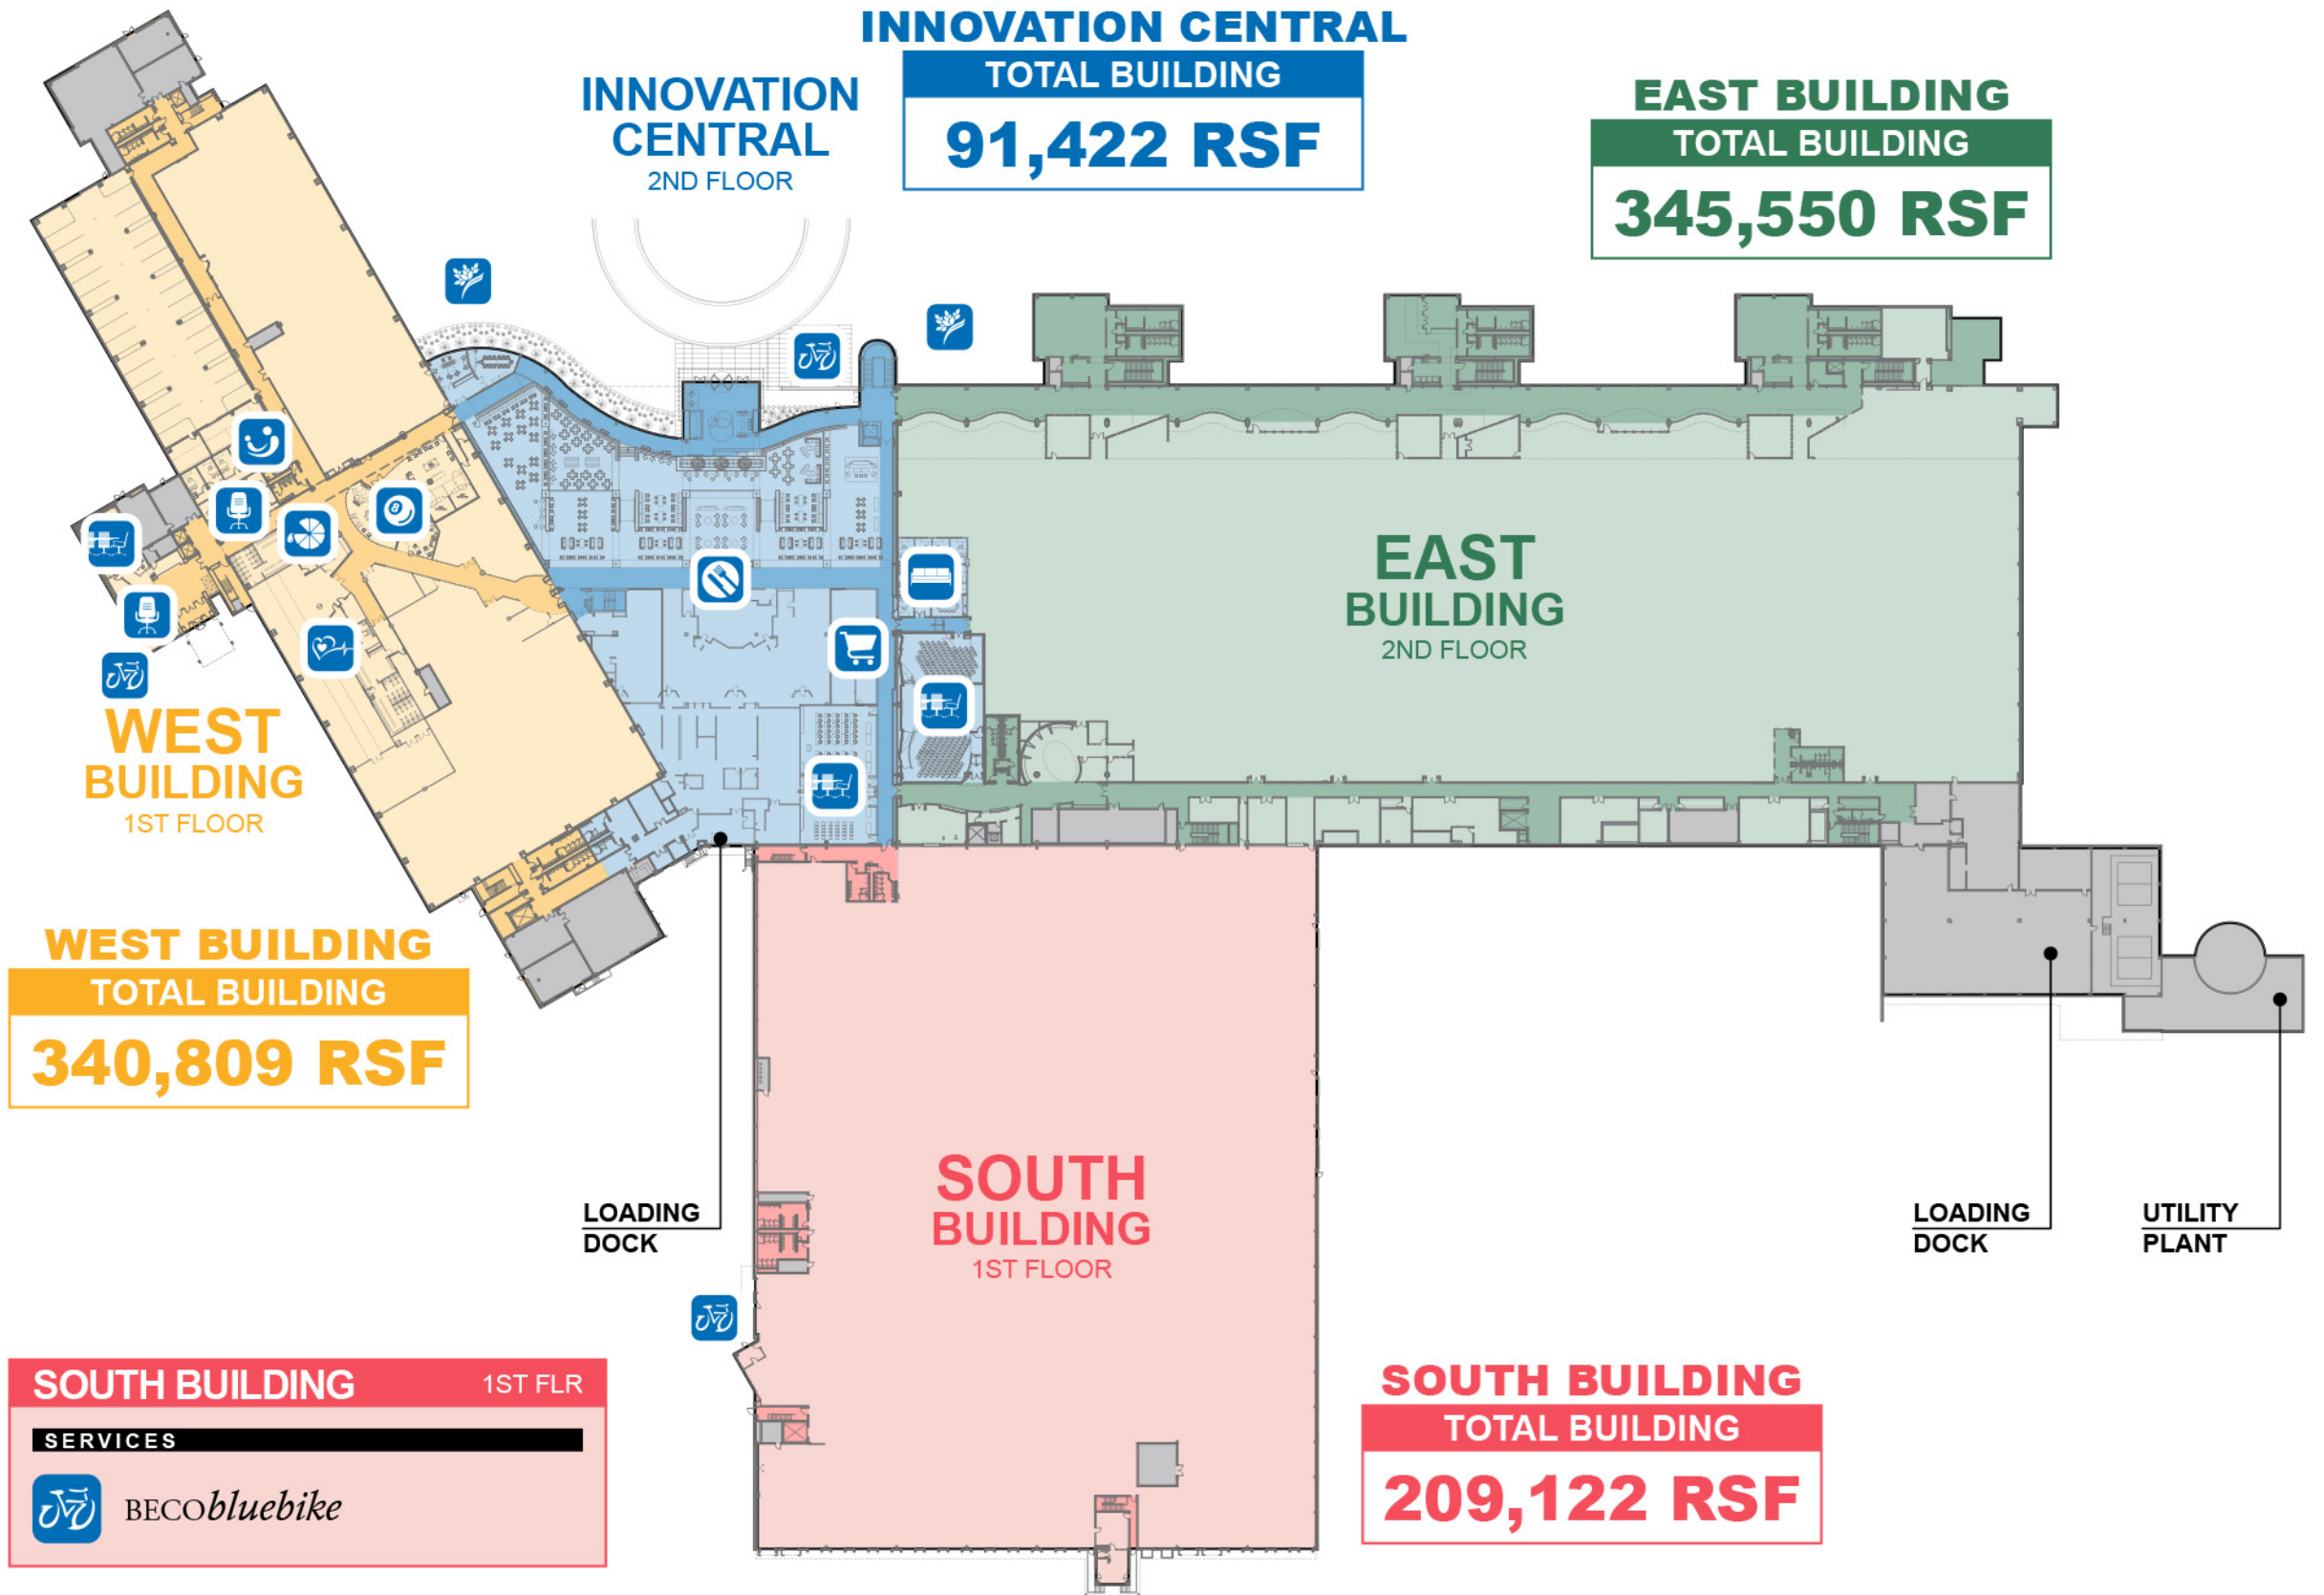 INNOVATION CENTRAL
TOTAL BUILDING
91,422 RSF
INNOVATION
CENTRAL
2ND FLOOR
EAST BUILDING
TOTAL BUILDING
345,550 RSF
8
EAST
BUILDING
2ND FLOOR
WEST
BUILDING
1ST FLOOR
WEST BUILDING
TOTAL BUILDING
340,809 RSF
SOUTH
BUILDING
1ST FLOOR
LOADING
DOCK
LOADING
DOCK
UTILITY
PLANT
SOUTH BUILDING 1ST FLR
SERVICES
BECObluebike
SOUTH BUILDING
TOTAL BUILDING
209,122 RSF